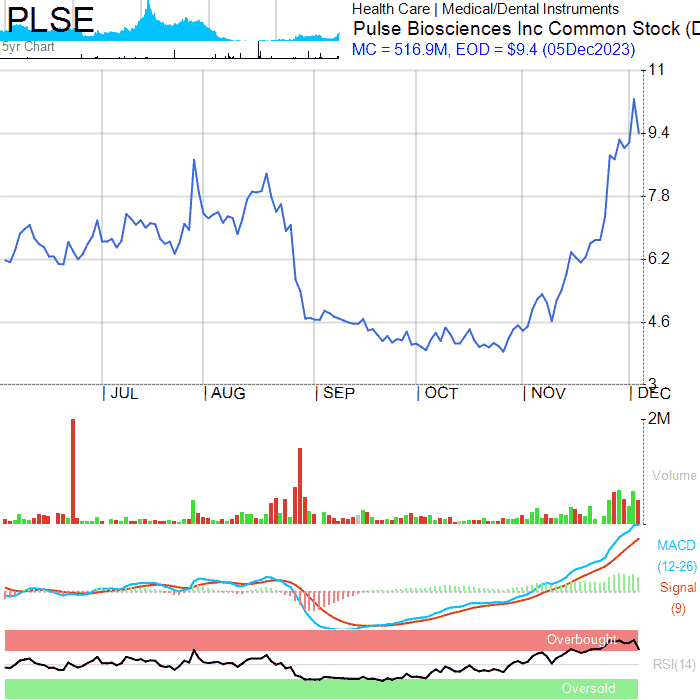 PLSE
5yr Chart
Health Care | Medical/Dental Instruments
Pulse Biosciences Inc Common Stock (D
MC = 516.9M, EOD = $9.4 (05Dec2023)
11
9.4
7.8
6.2
4.6
3
JUL
AUG
SEP
OCT
NOV
DEC
2M
Volume
MACD
(12-26)
Signal
(9)
Overbought
RSI(14)
Oversold